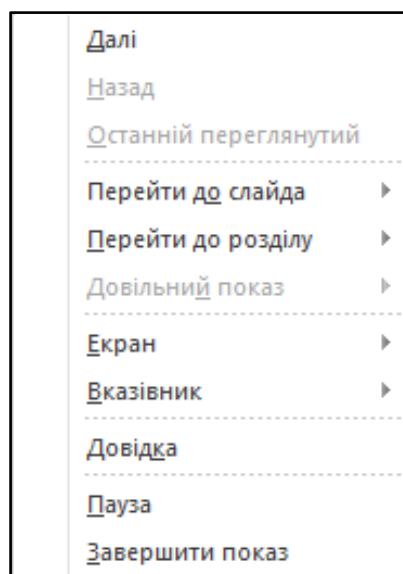 Далі
Назад
Останній переглянутий
Перейти до слайда
Перейти до розділу
Довільний показ
Екран
Вказівник
Довідка
Пауза
Завершити показ